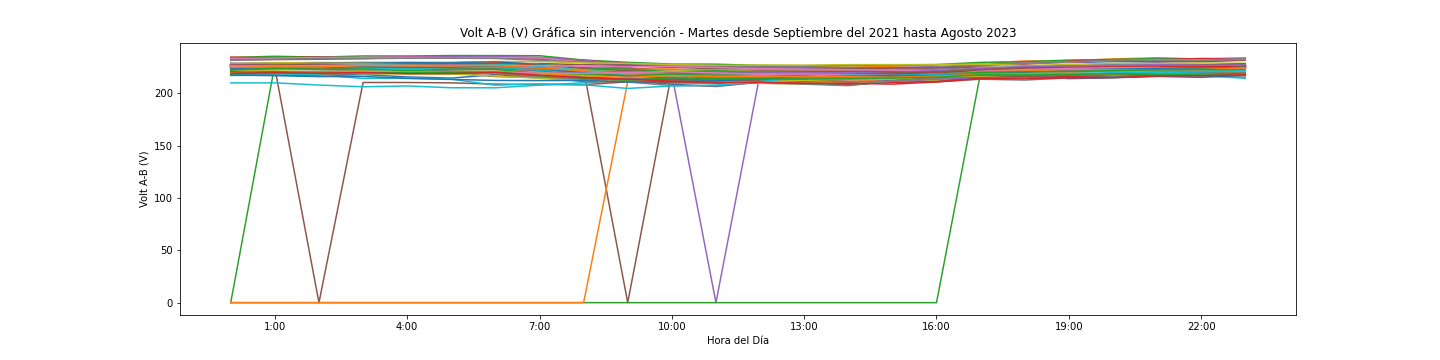 Volt A-B (V) Gráfica sin intervención - Martes desde Septiembre del 2021 hasta Agosto 2023
Volt A-B (V)
200
150
100
50
0
1:00 4:00 7:00 10:00 13:00 16:00 19:00 22:00
Hora del Día